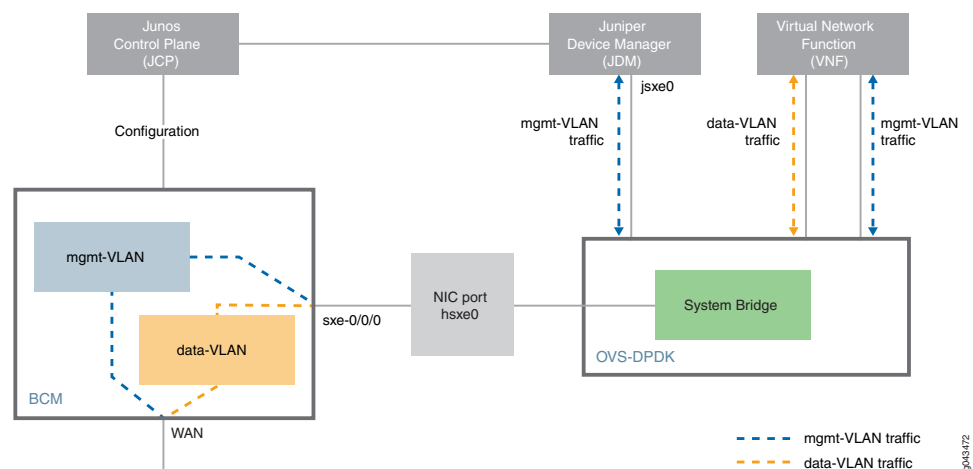 Junos
Control Plane
(JCP)
Juniper
Device Manager
(JDM)
Virtual Network
Function
(VNF)
jsxe0
mgmt-VLAN
traffic
data-VLAN
traffic
mgmt-VLAN
traffic
Configuration
mgmt-VLAN
data-VLAN
BCM
sxe-0/0/0
NIC port
hsxe0
System Bridge
OVS-DPDK
WAN
mgmt-VLAN traffic
data-VLAN traffic
g043472